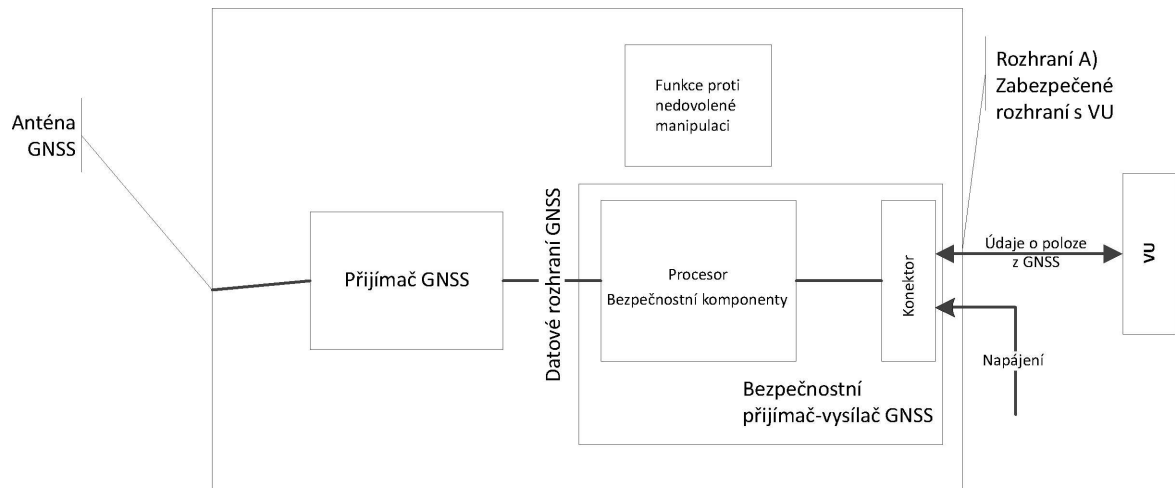 Anténa
GNSS
Funkce proti
nedovolené
manipulaci
Rozhraní A)
Zabezpečené
rozhraní s VU
Přijímač GNSS
Datové rozhraní GNSS
Procesor
Bezpečnostní komponenty
Konektor
Údaje o poloze
z GNSS
VU
Napájení
Bezpečnostní
přijímač-vysílač GNSS